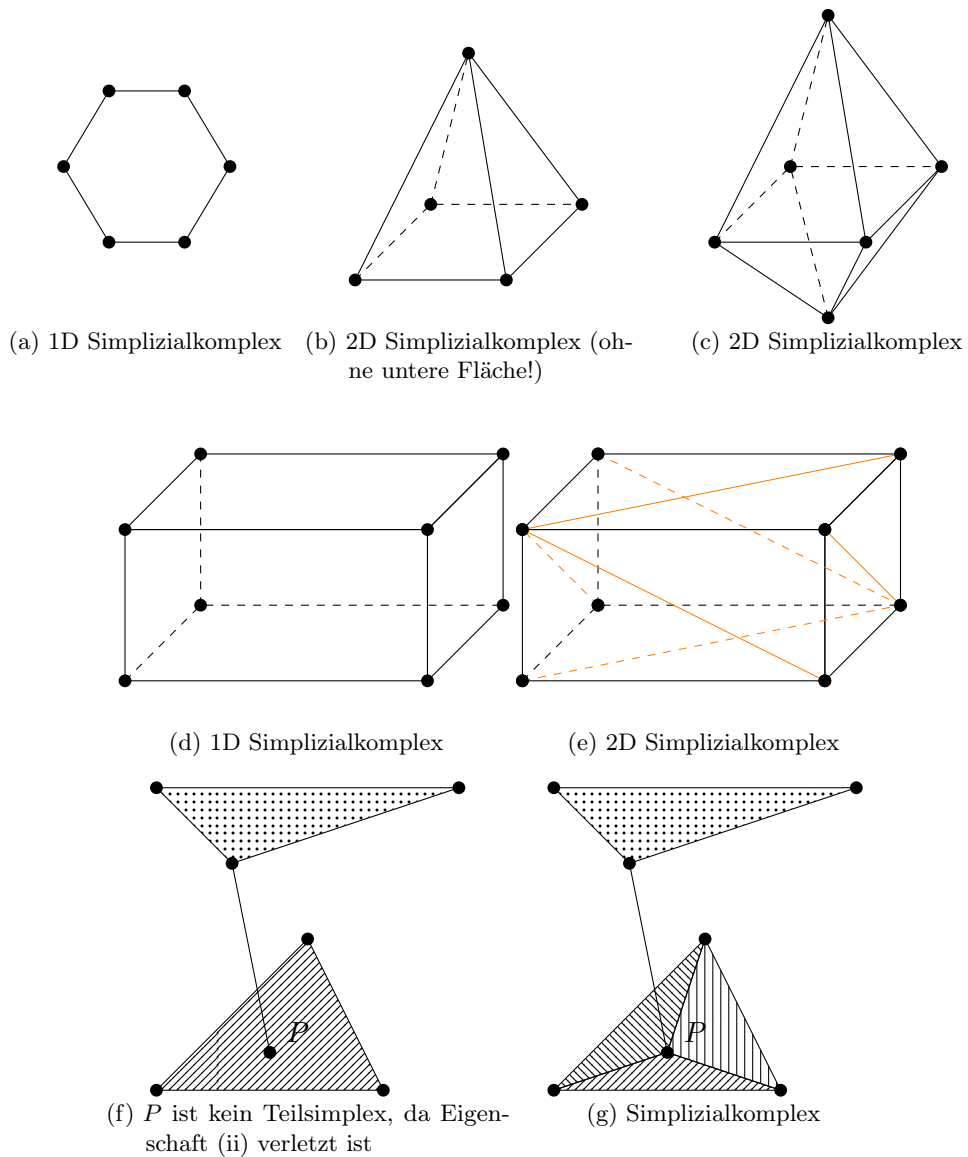 (a) 1D Simplizialkomplex
(b) 2D Simplizialkomplex (oh-
ne untere Fläche!)
(c) 2D Simplizialkomplex
(d) 1D Simplizialkomplex
(e) 2D Simplizialkomplex
P
P
(f) P ist kein Teilsimplex, da Eigen-
schaft (ii) verletzt ist
(g) Simplizialkomplex